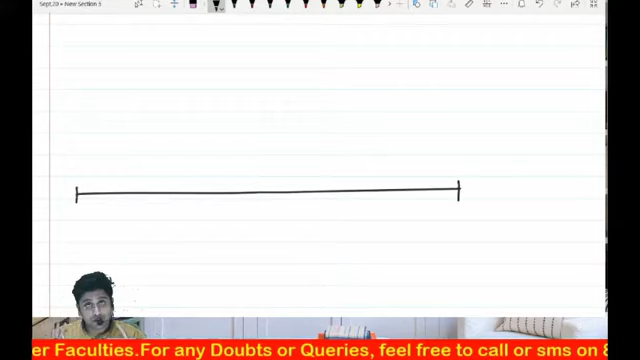 Sept,20 • New Section 3
er Faculties.For any Doubts or Queries, feel free to call or sms on 8